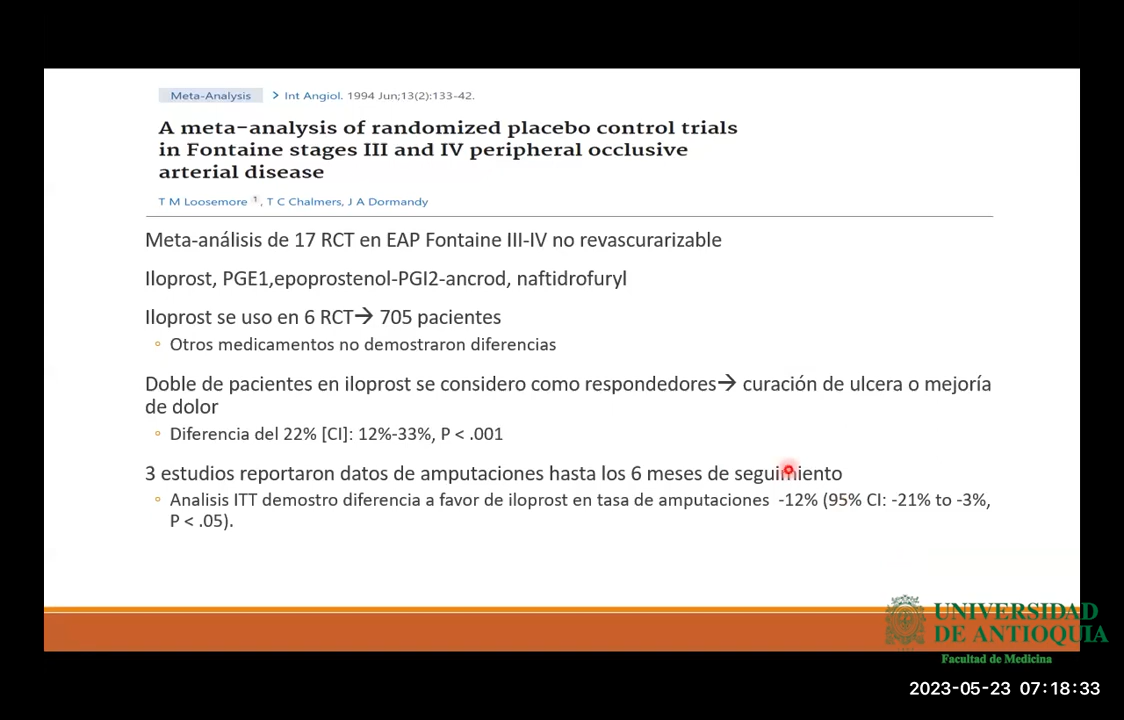 Meta-Analysis > Int Angiol. 1994 Jun;13(2):133-42.
A meta-analysis of randomized placebo control trials
in Fontaine stages III and IV peripheral occlusive
arterial disease
T M Loosemore 1, T C Chalmers, J A Dormandy
Meta-análisis de 17 RCT en EAP Fontaine III-IV no revascurarizable
Iloprost, PGE1,epoprostenol-PGI2-ancrod, naftidrofuryl
Iloprost se uso en 6 RCT→ 705 pacientes
Otros medicamentos no demostraron diferencias
Doble de pacientes en iloprost se considero como respondedores→ curación de ulcera o mejoría
de dolor
Diferencia del 22% [CI]: 12%-33%, P < .001
3 estudios reportaron datos de amputaciones hasta los 6 meses de seguimiento
Analisis ITT demostro diferencia a favor de iloprost en tasa de amputaciones -12% (95% CI: -21% to -3%,
P < .05).
UNIVERSIDAD
DE ANTIOQUIA
Facultad de Medicina
2023-05-23 07:18:33